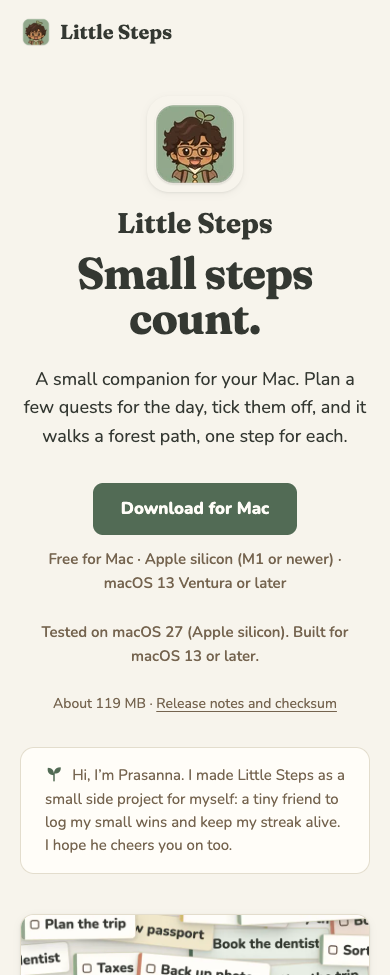 Little Steps
Little Steps
Small steps
count.
A small companion for your Mac. Plan a
few quests for the day, tick them off, and it
walks a forest path, one step for each.
Download for Mac
Free for Mac · Apple silicon (M1 or newer) ·
macOS 13 Ventura or later
Tested on macOS 27 (Apple silicon). Built for
macOS 13 or later.
About 119 MB · Release notes and checksum
Hi, I’m Prasanna. I made Little Steps as a
small side project for myself: a tiny friend to
log my small wins and keep my streak alive.
I hope he cheers you on too.
Plan the trip
passport
Book the dentist
Taxes
Back up